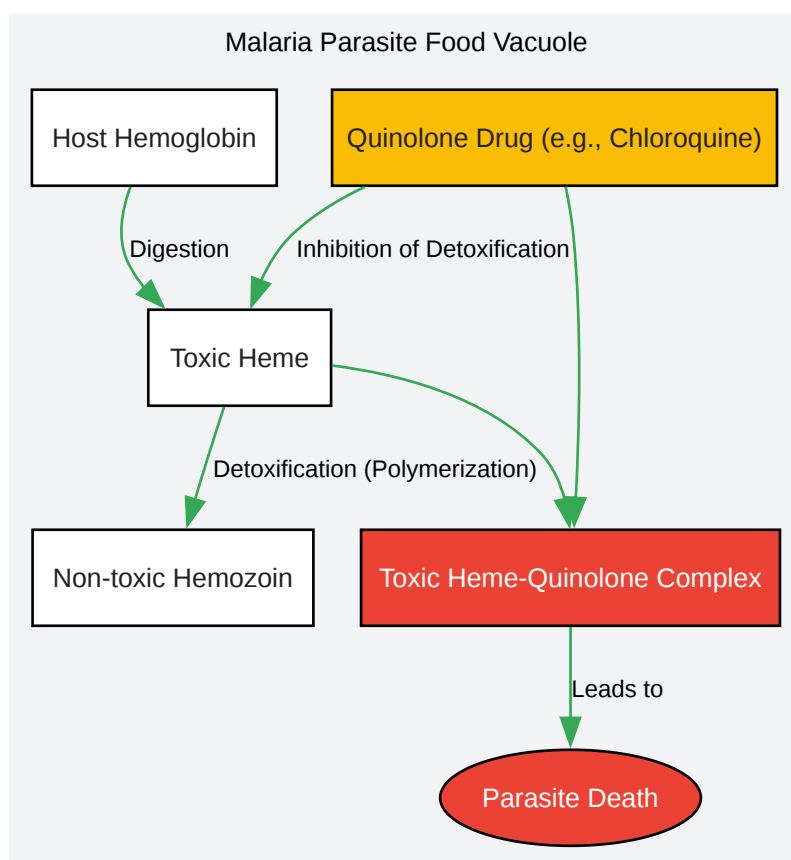 Malaria Parasite Food Vacuole
Host Hemoglobin
Quinolone Drug (e.g., Chloroquine)
Digestion
Inhibition of Detoxification
Toxic Heme
Detoxification (Polymerization)
Non-toxic Hemozoin
Toxic Heme-Quinolone Complex
Leads to
Parasite Death